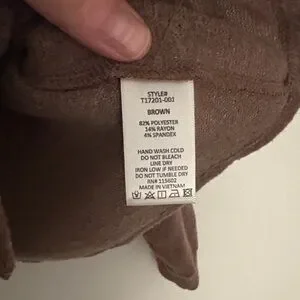 STYLE#
T17201-001
BROWN
82% POLYESTER
14% RAYON
4% SPANDEX
HAND WASH COLD
DO NOT BLEACH
LINE DRY
IRON LOW IF NEEDED
DO NOT TUMBLE DRY
RN# 115602
MADE IN VIETNAM